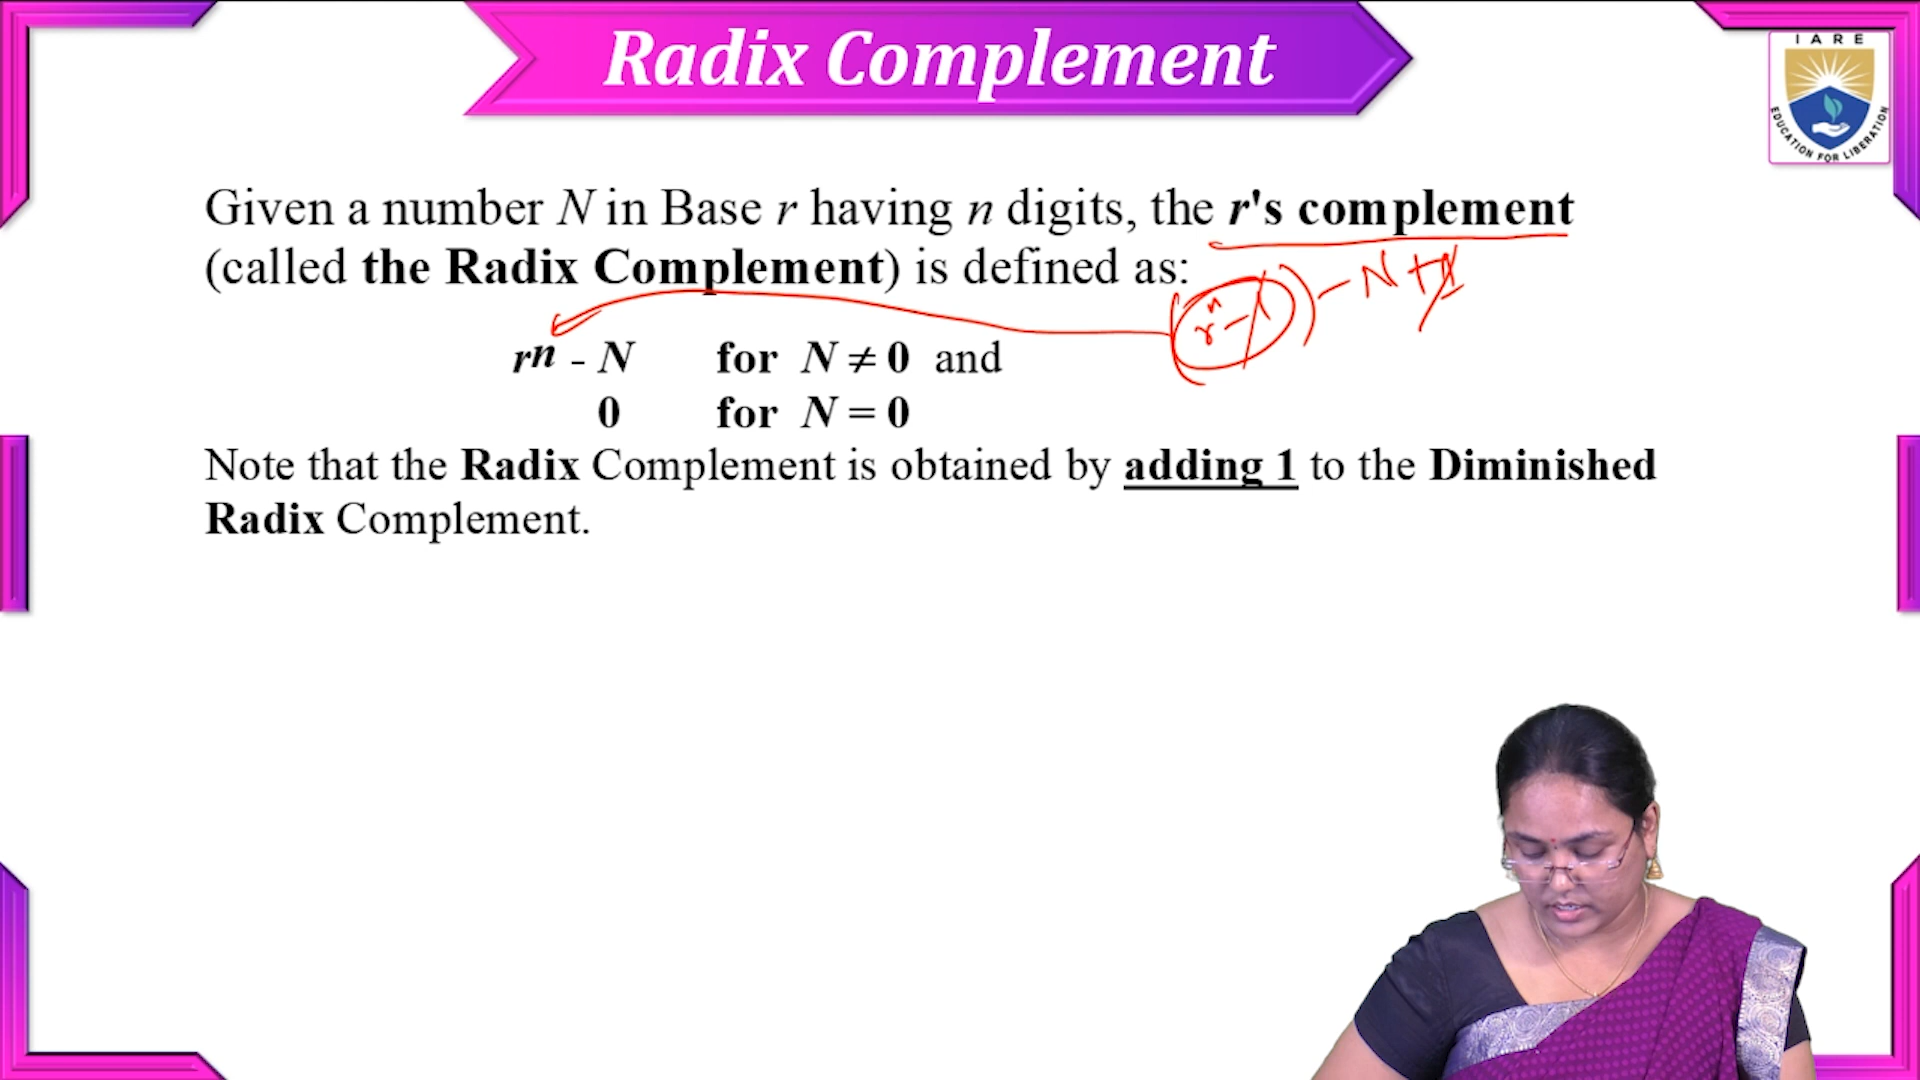 Radix Complement
IARE
EDUCATION FOR LIBERATION
Given a number N in Base r having n digits, the r's complement
(called the Radix Complement) is defined as:
(rⁿ - 1) - N + 1
rⁿ - N for N ≠ 0 and
0 for N = 0
Note that the Radix Complement is obtained by adding 1 to the Diminished
Radix Complement.